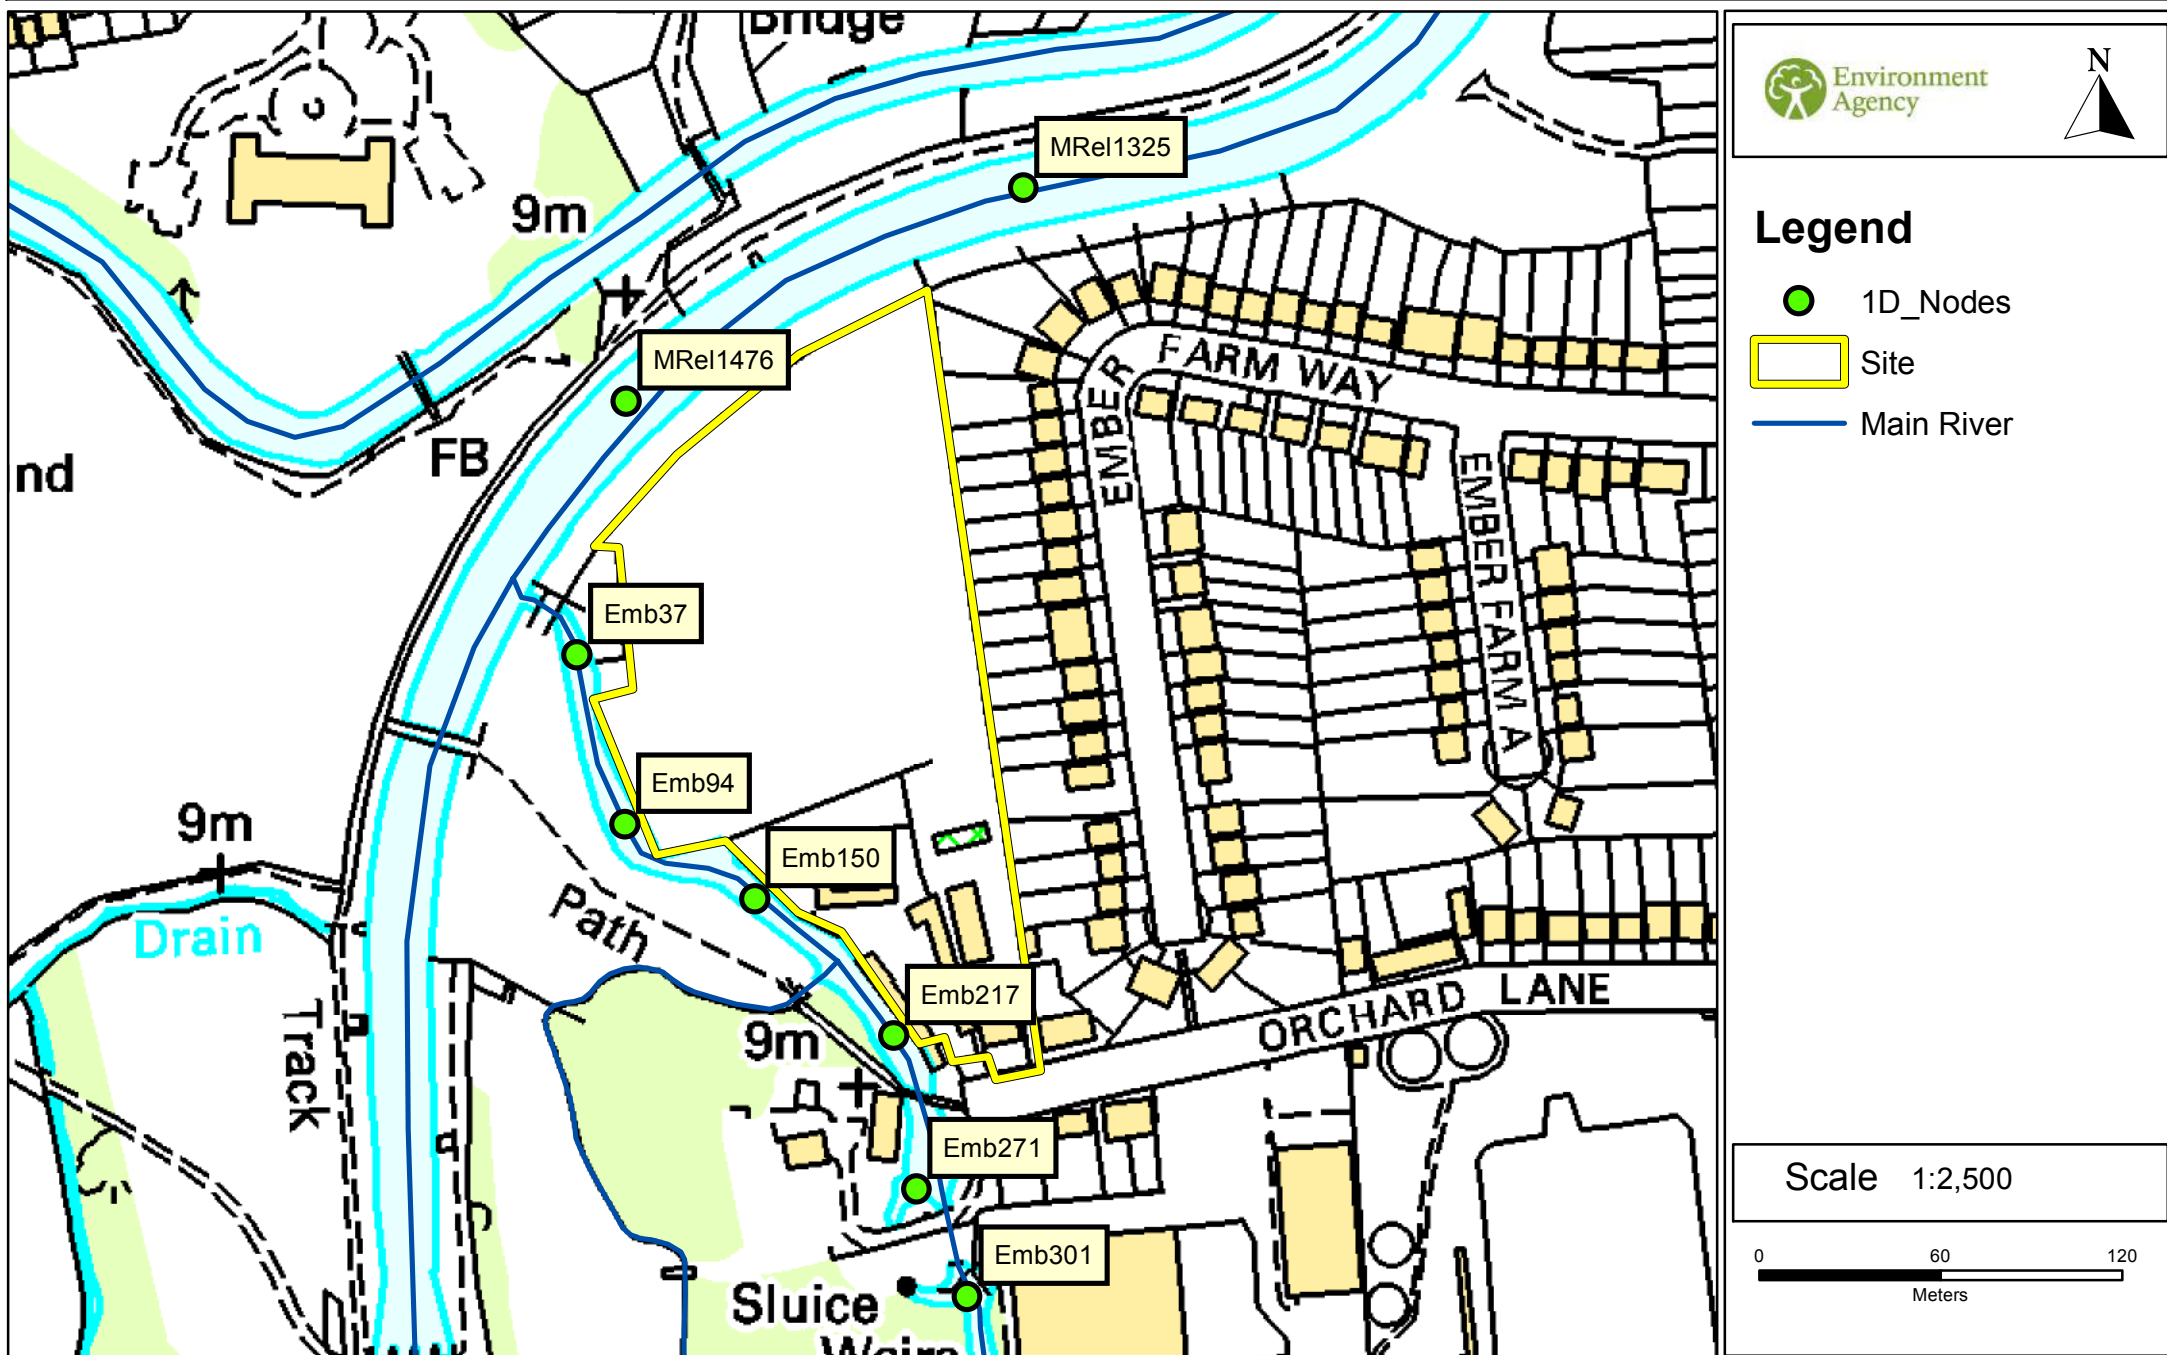 Bridge
MRel1325
9m
MRel1476
FARM WAY
EMBER
FB
nd
EMBER FARM A
Emb37
Emb94
9m
Emb150
Drain
Path
Emb217
ORCHARD LANE
9m
Track
Emb271
Emb301
Sluice
Weirs
Environment
Agency
N
Legend
1D_Nodes
Site
Main River
Scale 1:2,500
0 60 120
Meters